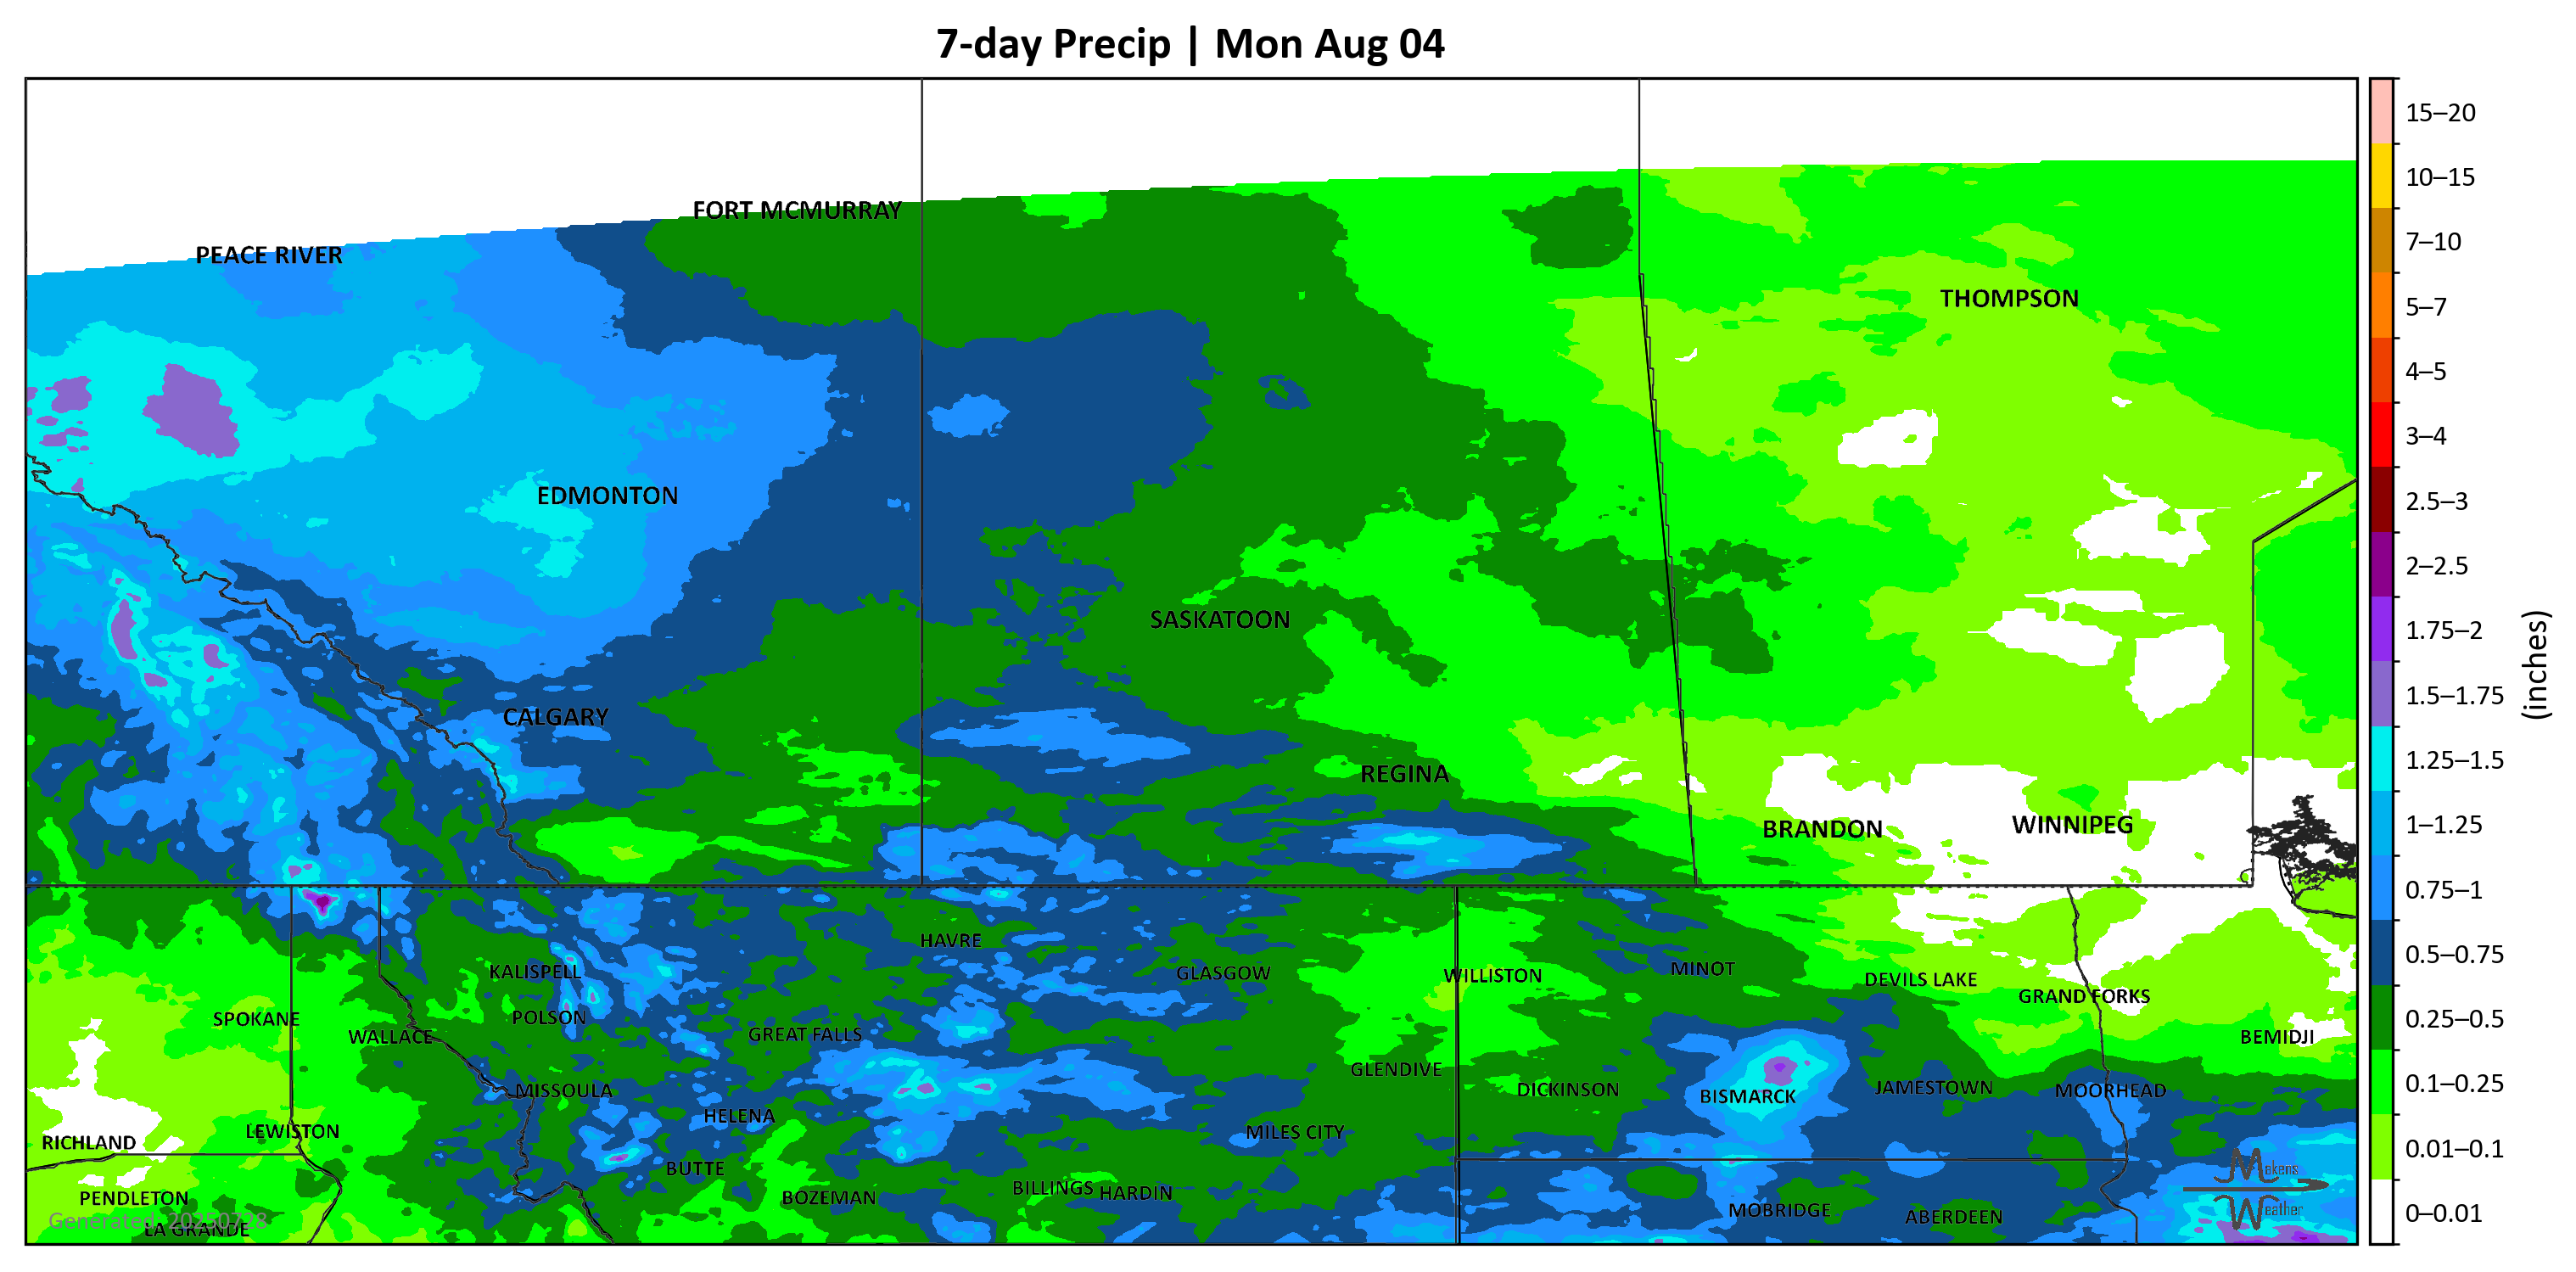 7-day Precip | Mon Aug 04
FORT MCMURRAY
PEACE RIVER
THOMPSON
EDMONTON
SASKATOON
CALGARY
REGINA
BRANDON
WINNIPEG
HAVRE
KALISPELL
GLASGOW
WILLISTON
MINOT
DEVILS LAKE
GRAND FORKS
SPOKANE
WALLACE
POLSON
GREAT FALLS
BEMIDJI
GLENDIVE
MISSOULA
DICKINSON
BISMARCK
JAMESTOWN
MOORHEAD
HELENA
RICHLAND
LEWISTON
MILES CITY
BUTTE
PENDLETON
BOZEMAN
BILLINGS
HARDIN
MOBRIDGE
ABERDEEN
Generated: 20250728
LA GRANDE
Makens
Weather
15–20
10–15
7–10
5–7
4–5
3–4
2.5–3
2–2.5
1.75–2
1.5–1.75
1.25–1.5
1–1.25
0.75–1
0.5–0.75
0.25–0.5
0.1–0.25
0.01–0.1
0–0.01
(inches)